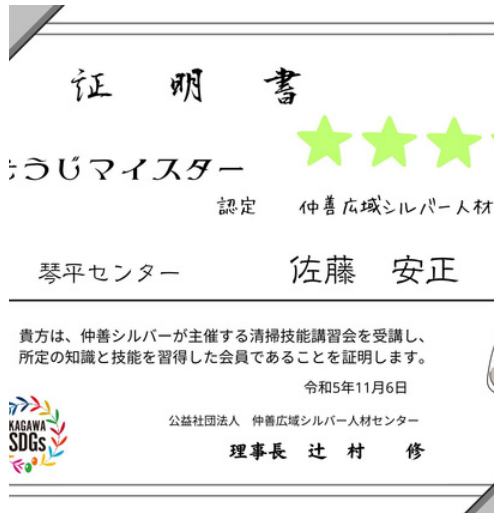 証明書
うじマイスター
認定 仲善広域シルバー人材
琴平センター 佐藤 安正
貴方は、仲善シルバーが主催する清掃技能講習会を受講し、
所定の知識と技能を習得した会員であることを証明します。
令和5年11月6日
公益社団法人 仲善広域シルバー人材センター
理事長 辻村 修
KAGAWA
SDGs